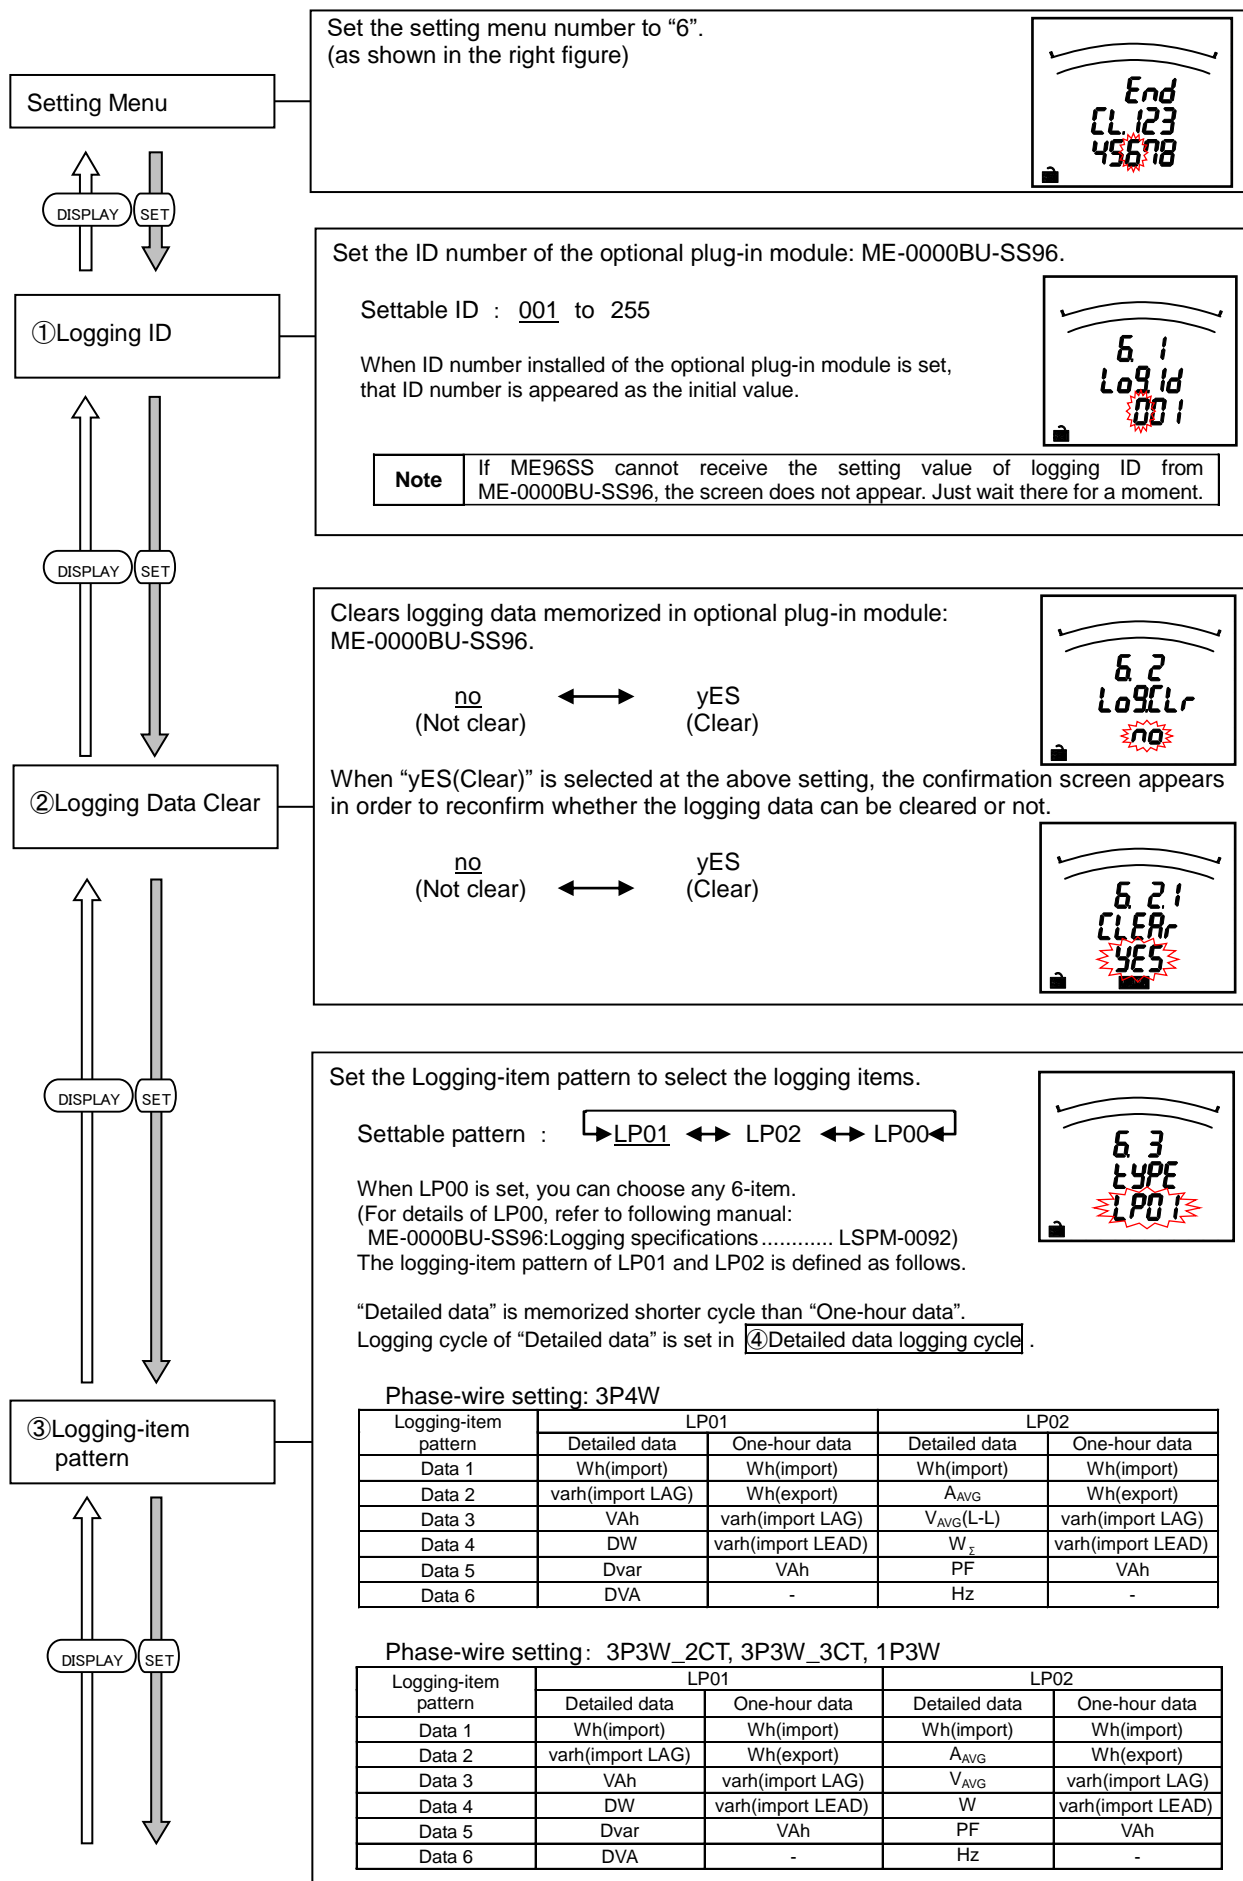 Set the setting menu number to “6”.
(as shown in the right figure)
Setting Menu
End
CL.123
45678
DISPLAY SET
Set the ID number of the optional plug-in module: ME-0000BU-SS96.
Settable ID : 001 to 255
When ID number installed of the optional plug-in module is set,
that ID number is appeared as the initial value.
①Logging ID
6. 1
Log.Id
001
Note
If ME96SS cannot receive the setting value of logging ID from
ME-0000BU-SS96, the screen does not appear. Just wait there for a moment.
DISPLAY SET
Clears logging data memorized in optional plug-in module:
ME-0000BU-SS96.
no yES
(Not clear) (Clear)
6. 2
Log.CLr
no
When “yES(Clear)” is selected at the above setting, the confirmation screen appears
in order to reconfirm whether the logging data can be cleared or not.
②Logging Data Clear
no yES
(Not clear) (Clear)
6. 2.1
CLEAr
yES
DISPLAY SET
Set the Logging-item pattern to select the logging items.
Settable pattern : LP01 LP02 LP00
6. 3
tyPE
LP01
When LP00 is set, you can choose any 6-item.
(For details of LP00, refer to following manual:
ME-0000BU-SS96:Logging specifications ............ LSPM-0092)
The logging-item pattern of LP01 and LP02 is defined as follows.
“Detailed data” is memorized shorter cycle than “One-hour data”.
Logging cycle of “Detailed data” is set in ④Detailed data logging cycle .
③Logging-item
pattern
Phase-wire setting: 3P4W
Logging-item pattern LP01 LP02
Detailed data One-hour data Detailed data One-hour data
Data 1 Wh(import) Wh(import) Wh(import) Wh(import)
Data 2 varh(import LAG) Wh(export) AAVG Wh(export)
Data 3 VAh varh(import LAG) VAVG(L-L) varh(import LAG)
Data 4 DW varh(import LEAD) WΣ varh(import LEAD)
Data 5 Dvar VAh PF VAh
Data 6 DVA - Hz -
DISPLAY SET
Phase-wire setting: 3P3W_2CT, 3P3W_3CT, 1P3W
Logging-item pattern LP01 LP02
Detailed data One-hour data Detailed data One-hour data
Data 1 Wh(import) Wh(import) Wh(import) Wh(import)
Data 2 varh(import LAG) Wh(export) AAVG Wh(export)
Data 3 VAh varh(import LAG) VAVG varh(import LAG)
Data 4 DW varh(import LEAD) W varh(import LEAD)
Data 5 Dvar VAh PF VAh
Data 6 DVA - Hz -